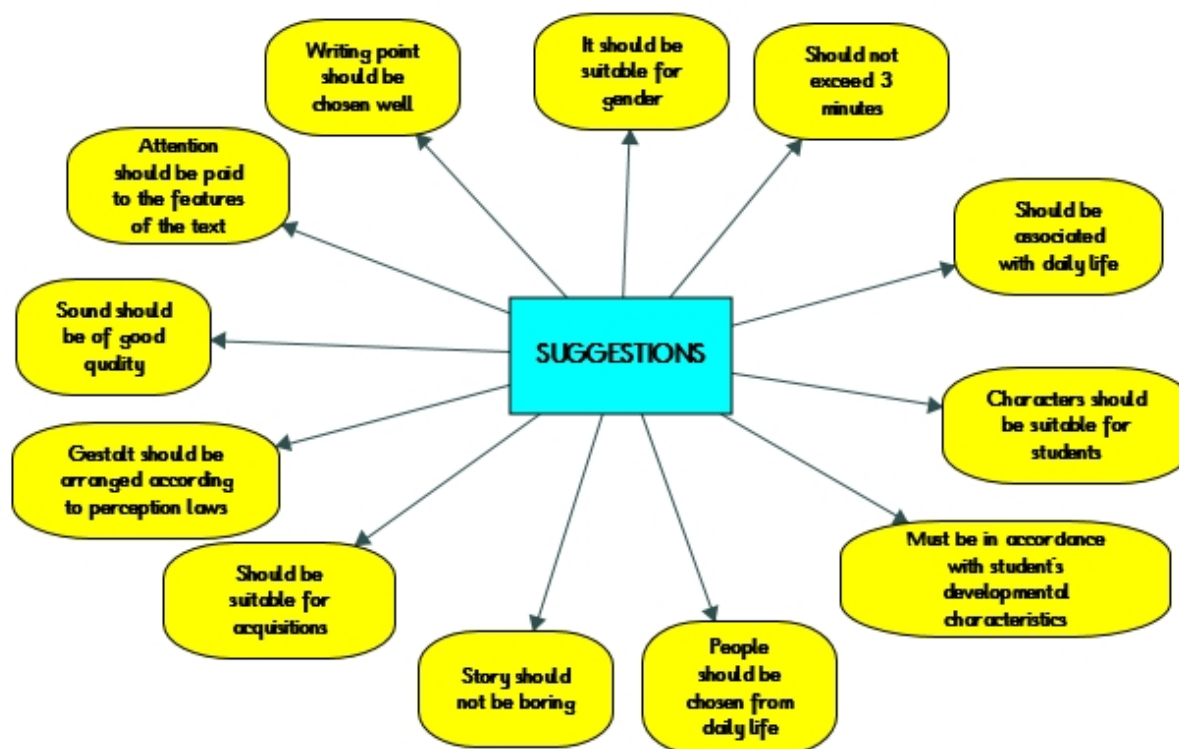 Writing point
should be
chosen well
It should be
suitable for
gender
Should not
exceed 3
minutes
Attention
should be paid
to the features
of the text
Should be
associated
with daily life
Sound should
be of good
quality
SUGGESTIONS
Characters should
be suitable for
students
Gestalt should be
arranged according
to perception laws
Must be in accordance
with student's
developmental
characteristics
Should be
suitable for
acquisitions
Story should
not be boring
People
should be
chosen from
daily life